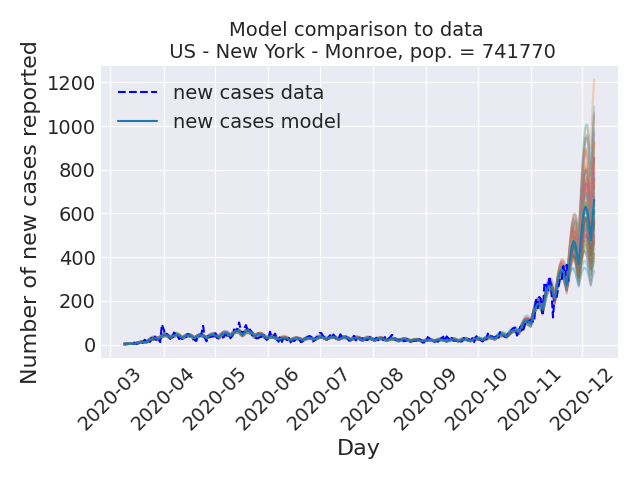 Model comparison to data
US - New York - Monroe, pop. = 741770
Number of new cases reported
1200
1000
800
600
400
200
0
new cases data
new cases model
2020-03
2020-04
2020-05
2020-06
2020-07
2020-08
2020-09
2020-10
2020-11
2020-12
Day